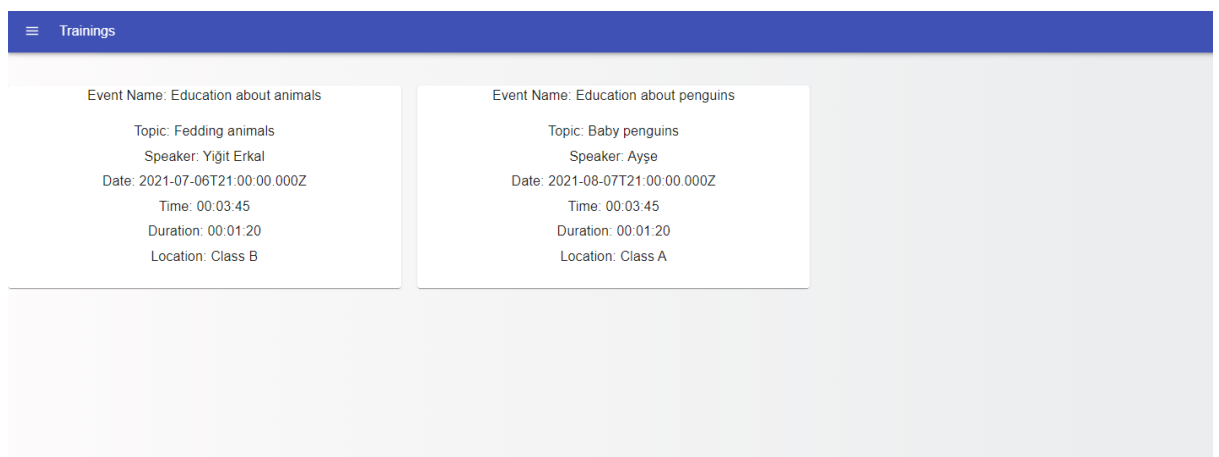 Trainings
Event Name: Education about animals
Topic: Fedding animals
Speaker: Yiğit Erkal
Date: 2021-07-06T21:00:00.000Z
Time: 00:03:45
Duration: 00:01:20
Location: Class B
Event Name: Education about penguins
Topic: Baby penguins
Speaker: Ayşe
Date: 2021-08-07T21:00:00.000Z
Time: 00:03:45
Duration: 00:01:20
Location: Class A